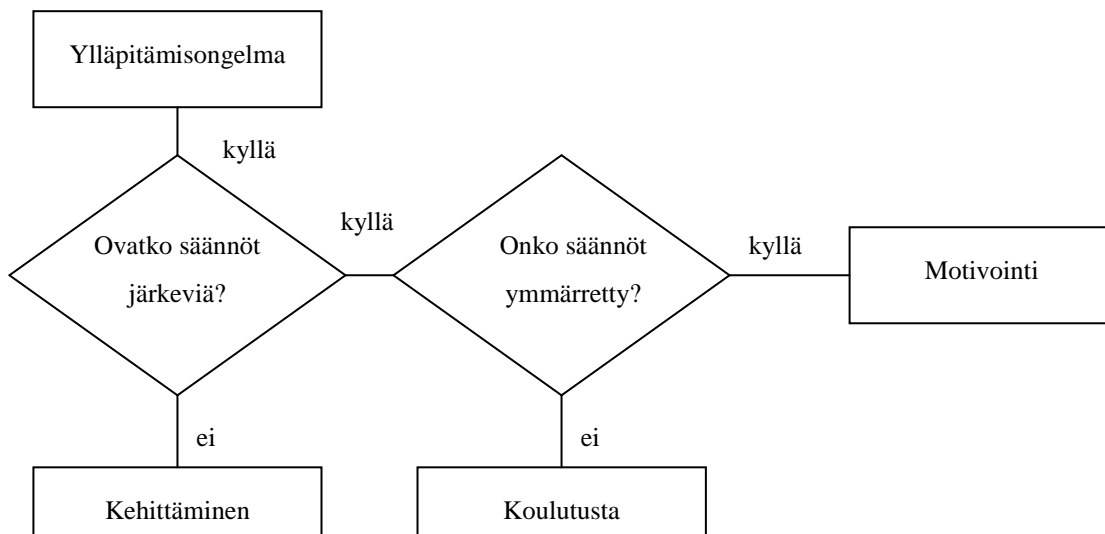 Ylläpitämisongelma
kyllä
Ovatko säännöt
järkeviä?
kyllä
Onko säännöt
ymmärretty?
kyllä
Motivointi
ei
ei
Kehittäminen
Koulutusta